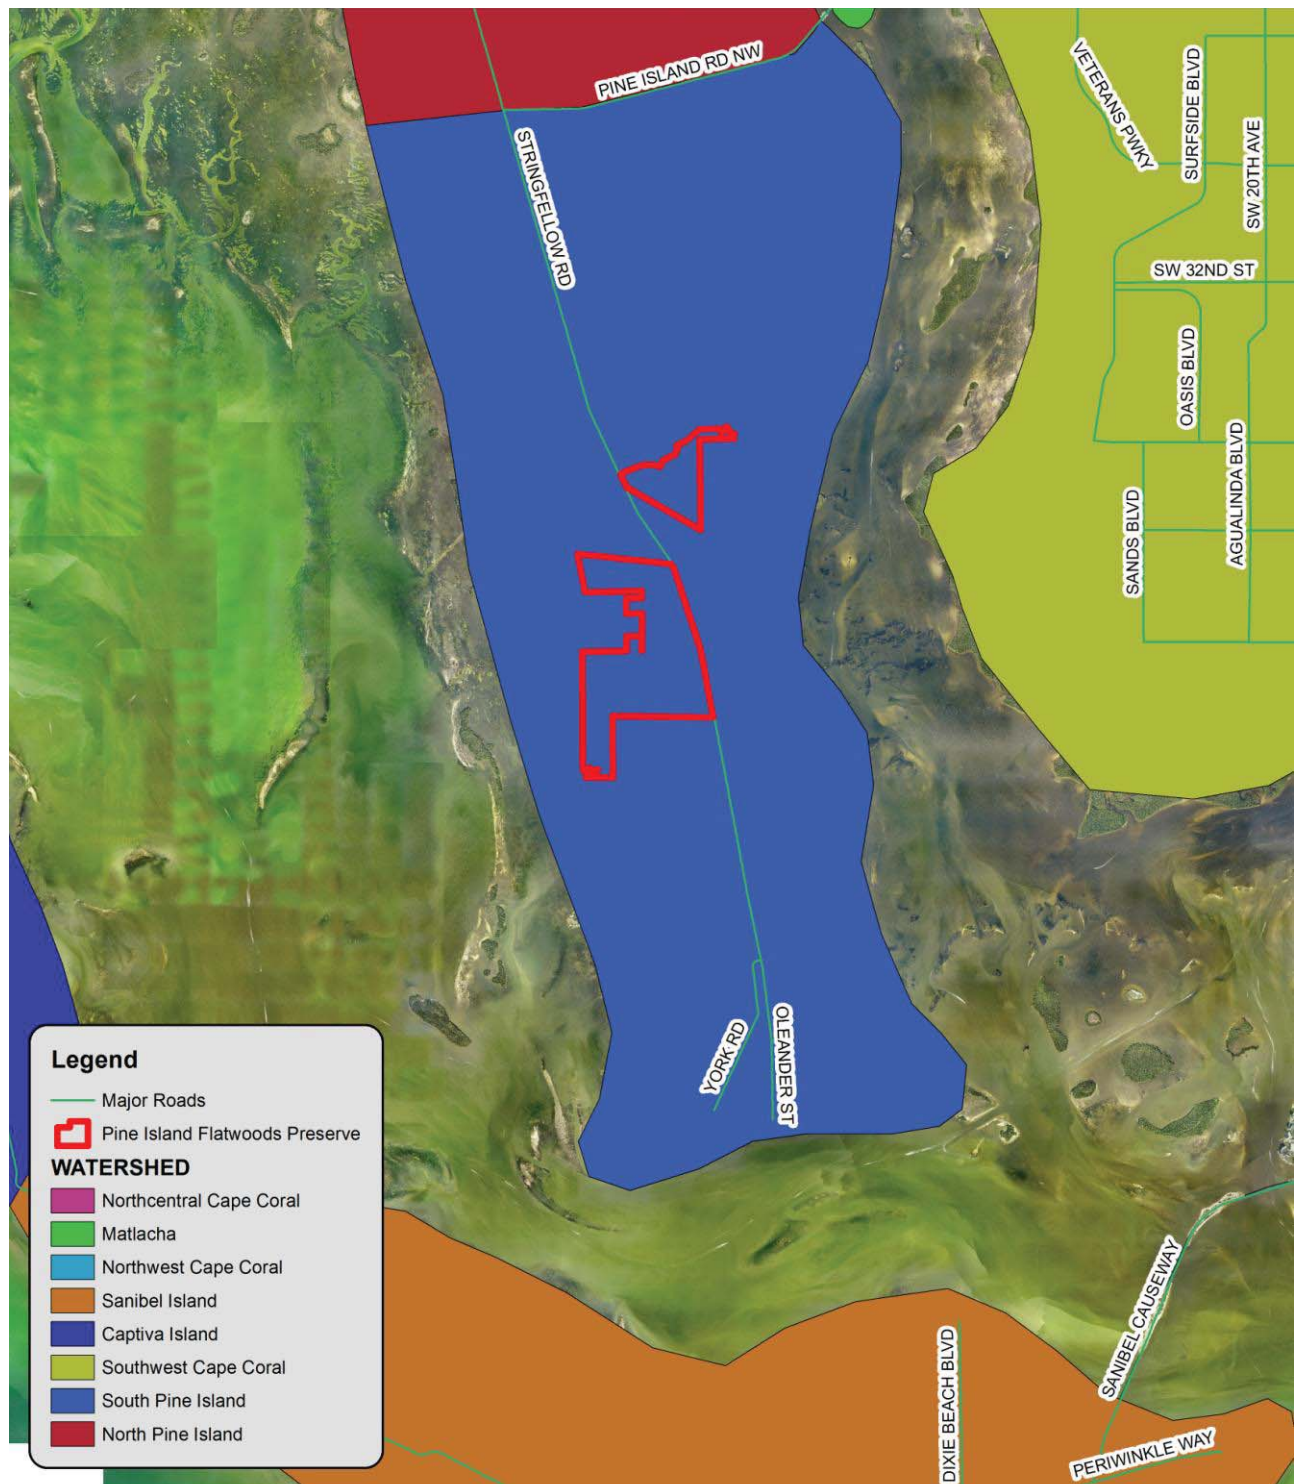 PINE ISLAND RD NW
VETERANS PWKY
SURFSIDE BLVD
SW 20TH AVE
STRINGFELLOW RD
SW 32ND ST
OASIS BLVD
SANDS BLVD
AGUALINDA BLVD
YORK RD
OLEANDER ST
SANIBEL CAUSEWAY
DIXIE BEACH BLVD
PERIWINKLE WAY
Legend
Major Roads
Pine Island Flatwoods Preserve
WATERSHED
Northcentral Cape Coral
Matlacha
Northwest Cape Coral
Sanibel Island
Captiva Island
Southwest Cape Coral
South Pine Island
North Pine Island